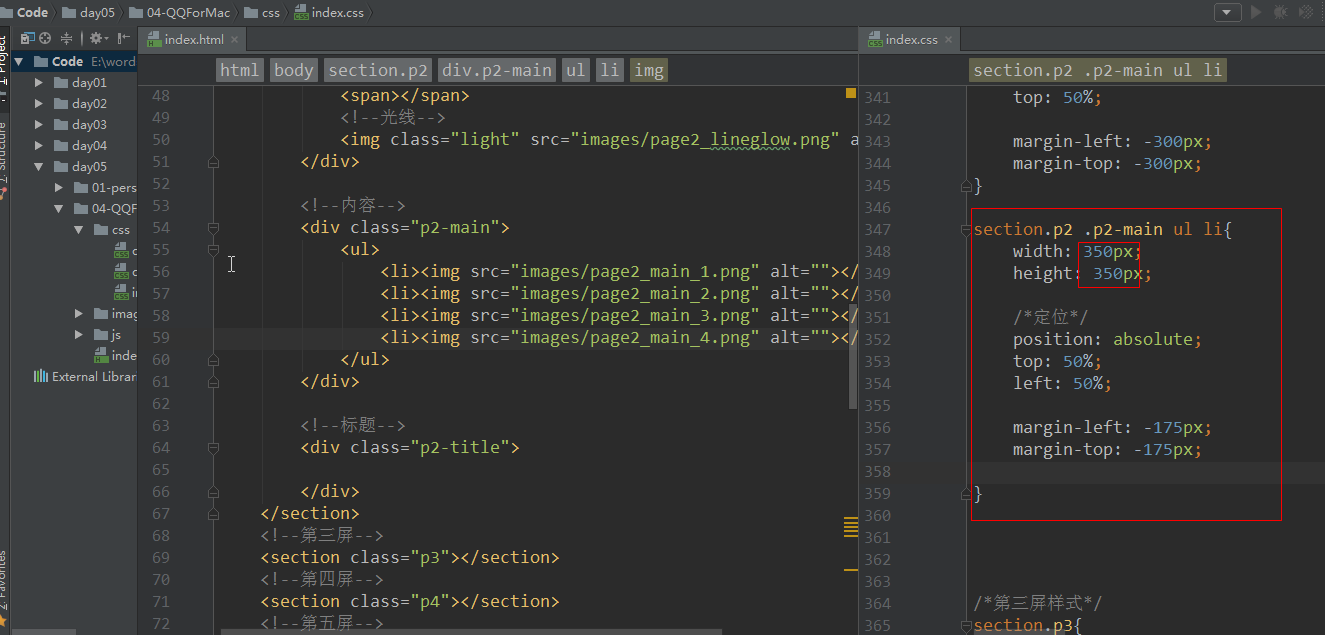 Code day05 04-QQForMac css index.css
1: Project
index.html
index.css
Code E:\word
day01
day02
day03
day04
day05
01-pers
04-QQF
css
js
External Librar
2: Structure
2: Favorites
html body section.p2 div.p2-main ul li img
48 <span></span>
49 <!--光线-->
50 <img class="light" src="images/page2_lineglow.png" a
51 </div>
52
53 <!--内容-->
54 <div class="p2-main">
55 <ul>
56 <li><img src="images/page2_main_1.png" alt=""></
57 <li><img src="images/page2_main_2.png" alt=""></
58 <li><img src="images/page2_main_3.png" alt=""></
59 <li><img src="images/page2_main_4.png" alt=""></
60 </ul>
61 </div>
62
63 <!--标题-->
64 <div class="p2-title">
65
66 </div>
67 </section>
68 <!--第三屏-->
69 <section class="p3"></section>
70 <!--第四屏-->
71 <section class="p4"></section>
72 <!--第五屏-->
section.p2 .p2-main ul li
341 top: 50%;
342
343 margin-left: -300px;
344 margin-top: -300px;
345 }
346
347 section.p2 .p2-main ul li{
348 width: 350px;
349 height: 350px;
350
351 /*定位*/
352 position: absolute;
353 top: 50%;
354 left: 50%;
355
356 margin-left: -175px;
357 margin-top: -175px;
358
359 }
360
361
362
363
364 /*第三屏样式*/
365 section.p3{